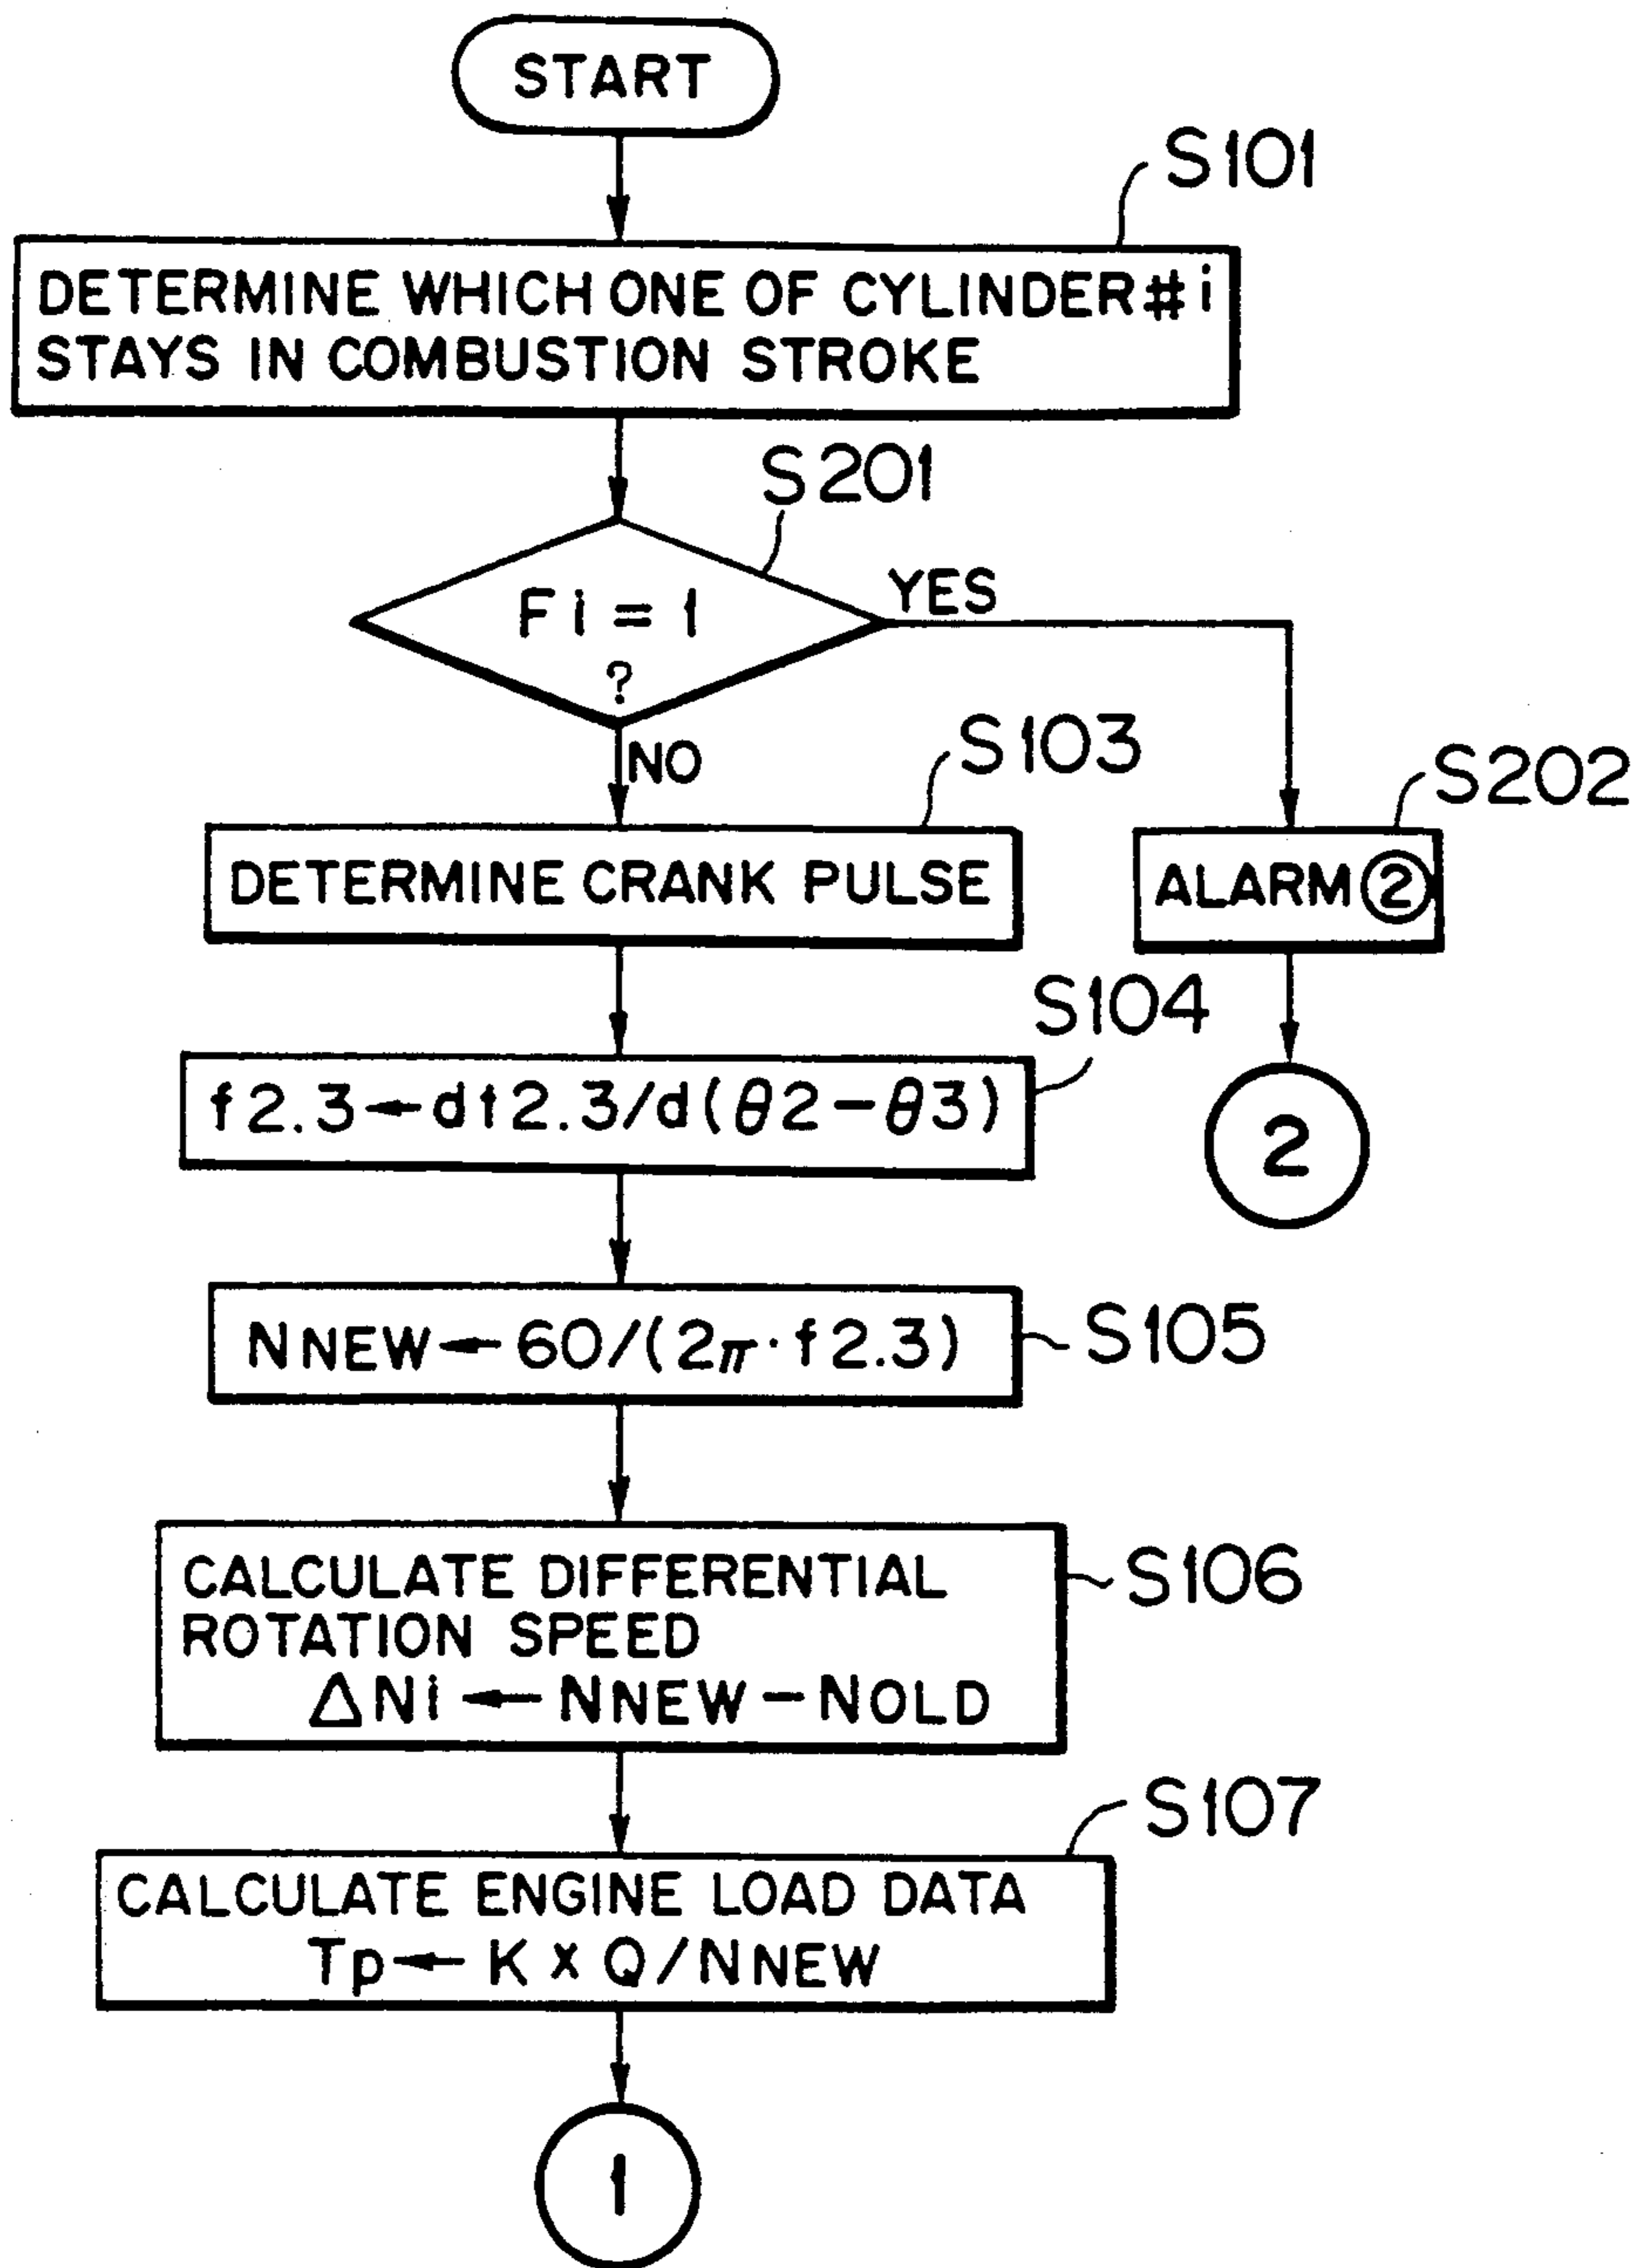 START
S101
DETERMINE WHICH ONE OF CYLINDER #i
STAYS IN COMBUSTION STROKE
S201
Fi = 1
?
YES
NO
S103
DETERMINE CRANK PULSE
S202
ALARM ②
2
S104
f2.3←dt2.3/d(θ2-θ3)
NNEW←60/(2π·f2.3)
S105
CALCULATE DIFFERENTIAL
ROTATION SPEED
ΔNi ← NNEW-NOLD
S106
S107
CALCULATE ENGINE LOAD DATA
Tp← K x Q/NNEW
1